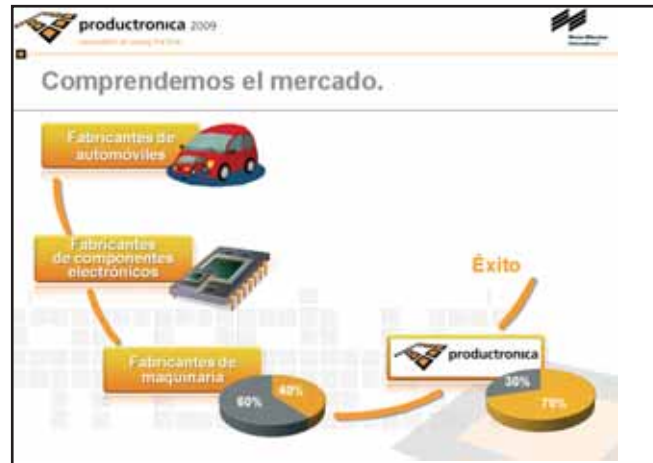 productronica 2009
Comprendemos el mercado.
Fabricantes de
automóviles
Fabricantes
de componentes
electrónicos
Éxito
Fabricantes de
maquinaria
60%
40%
productronica
30%
70%